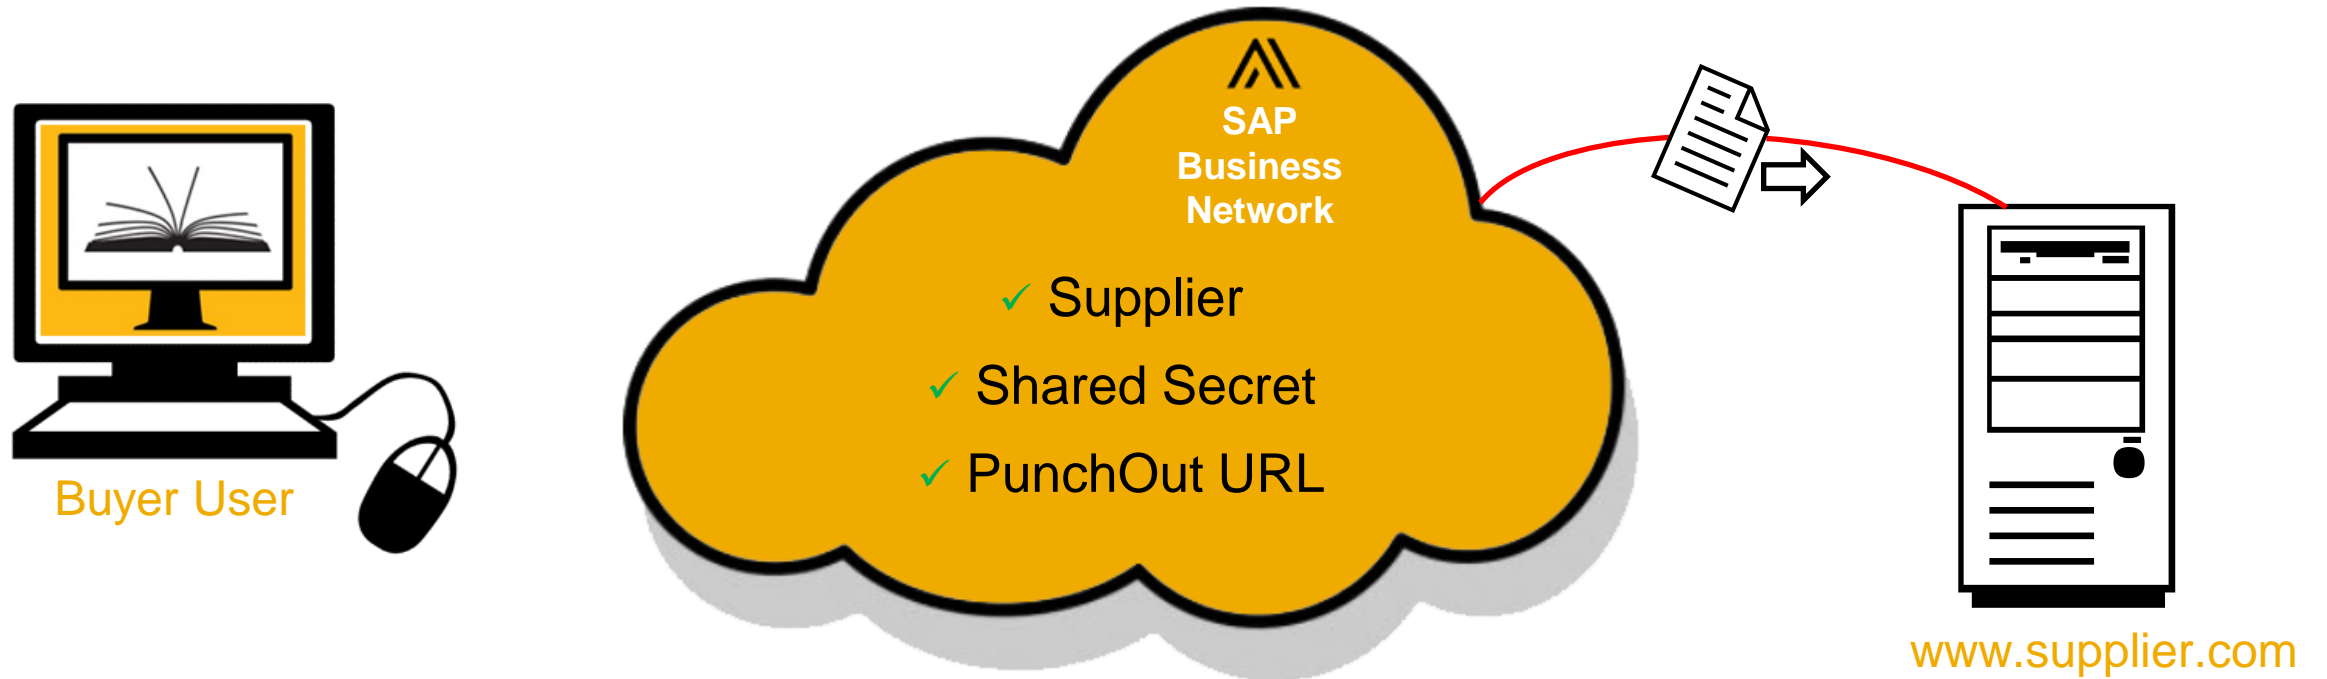 SAP
Business
Network
✓ Supplier
✓ Shared Secret
✓ PunchOut URL
Buyer User
www.supplier.com